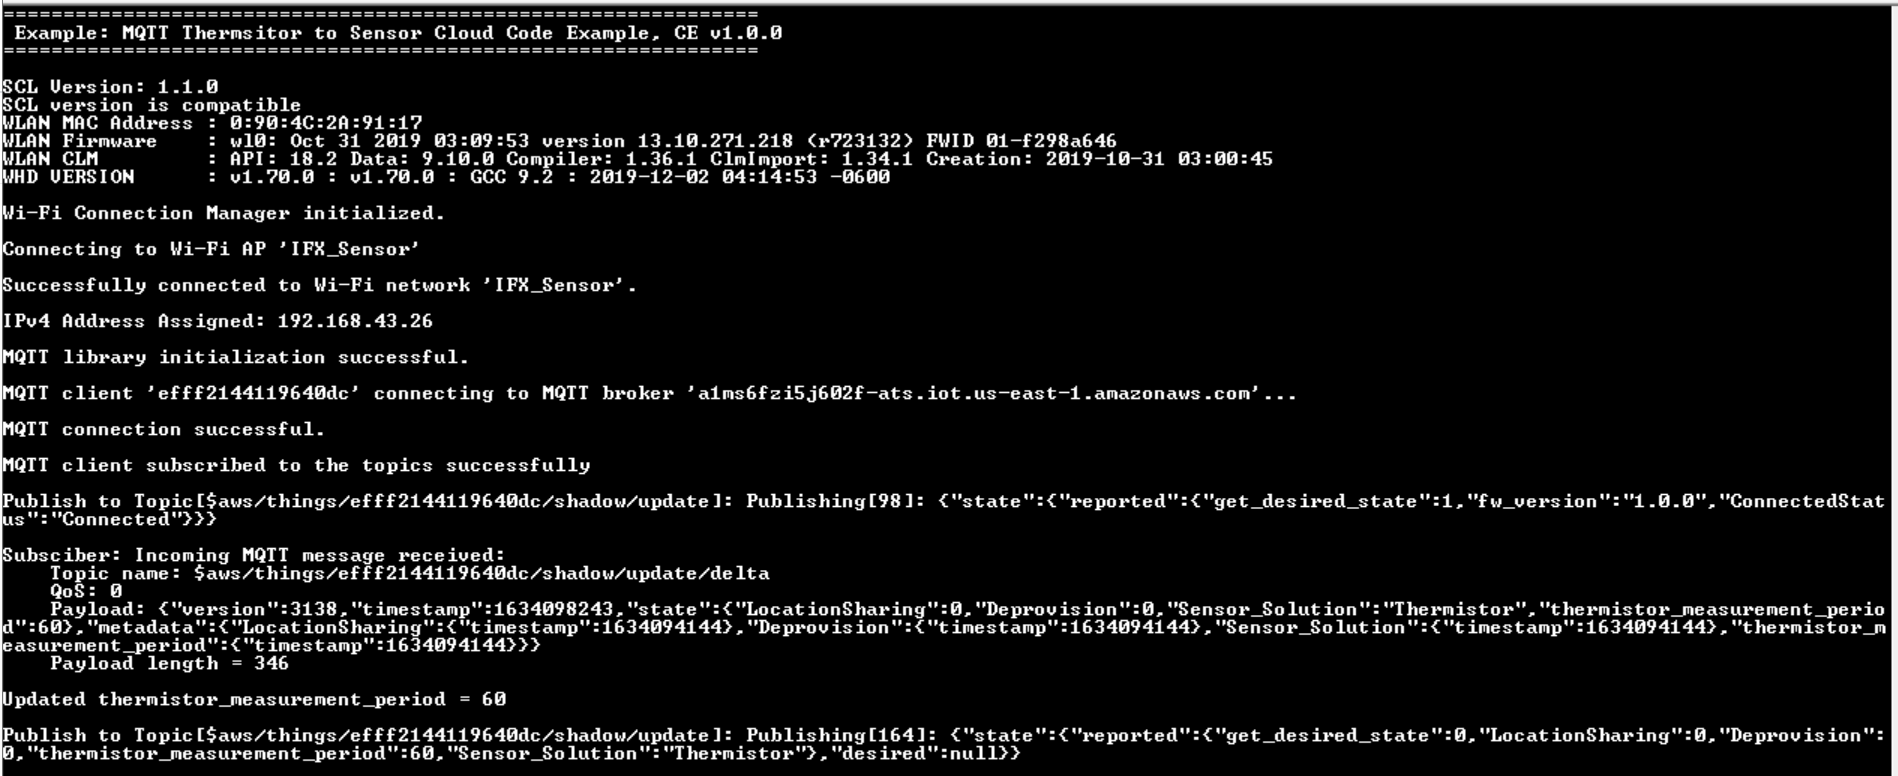 ===============================================================
 Example: MQTT Thermsitor to Sensor Cloud Code Example, CE v1.0.0
===============================================================
SCL Version: 1.1.0
SCL version is compatible
WLAN MAC Address : 0:90:4C:2A:91:17
WLAN Firmware    : wl0: Oct 31 2019 03:09:53 version 13.10.271.218 (r723132) FWID 01-f298a646
WLAN CLM         : API: 18.2 Data: 9.10.0 Compiler: 1.36.1 ClmImport: 1.34.1 Creation: 2019-10-31 03:00:45
WHD VERSION      : v1.70.0 : v1.70.0 : GCC 9.2 : 2019-12-02 04:14:53 -0600
Wi-Fi Connection Manager initialized.
Connecting to Wi-Fi AP 'IFX_Sensor'
Successfully connected to Wi-Fi network 'IFX_Sensor'.
IPv4 Address Assigned: 192.168.43.26
MQTT library initialization successful.
MQTT client 'efff2144119640dc' connecting to MQTT broker 'a1ms6fzi5j602f-ats.iot.us-east-1.amazonaws.com'...
MQTT connection successful.
MQTT client subscribed to the topics successfully
Publish to Topic[$aws/things/efff2144119640dc/shadow/update]: Publishing[98]: {"state":{"reported":{"get_desired_state":1,"fw_version":"1.0.0","ConnectedStat
us":"Connected"}}}
Subsciber: Incoming MQTT message received:
    Topic name: $aws/things/efff2144119640dc/shadow/update/delta
    QoS: 0
    Payload: {"version":3138,"timestamp":1634098243,"state":{"LocationSharing":0,"Deprovision":0,"Sensor_Solution":"Thermistor","thermistor_measurement_perio
d":60},"metadata":{"LocationSharing":{"timestamp":1634094144},"Deprovision":{"timestamp":1634094144},"Sensor_Solution":{"timestamp":1634094144},"thermistor_m
easurement_period":{"timestamp":1634094144}}}
    Payload length = 346
Updated thermistor_measurement_period = 60
Publish to Topic[$aws/things/efff2144119640dc/shadow/update]: Publishing[164]: {"state":{"reported":{"get_desired_state":0,"LocationSharing":0,"Deprovision":
0,"thermistor_measurement_period":60,"Sensor_Solution":"Thermistor"},"desired":null}}